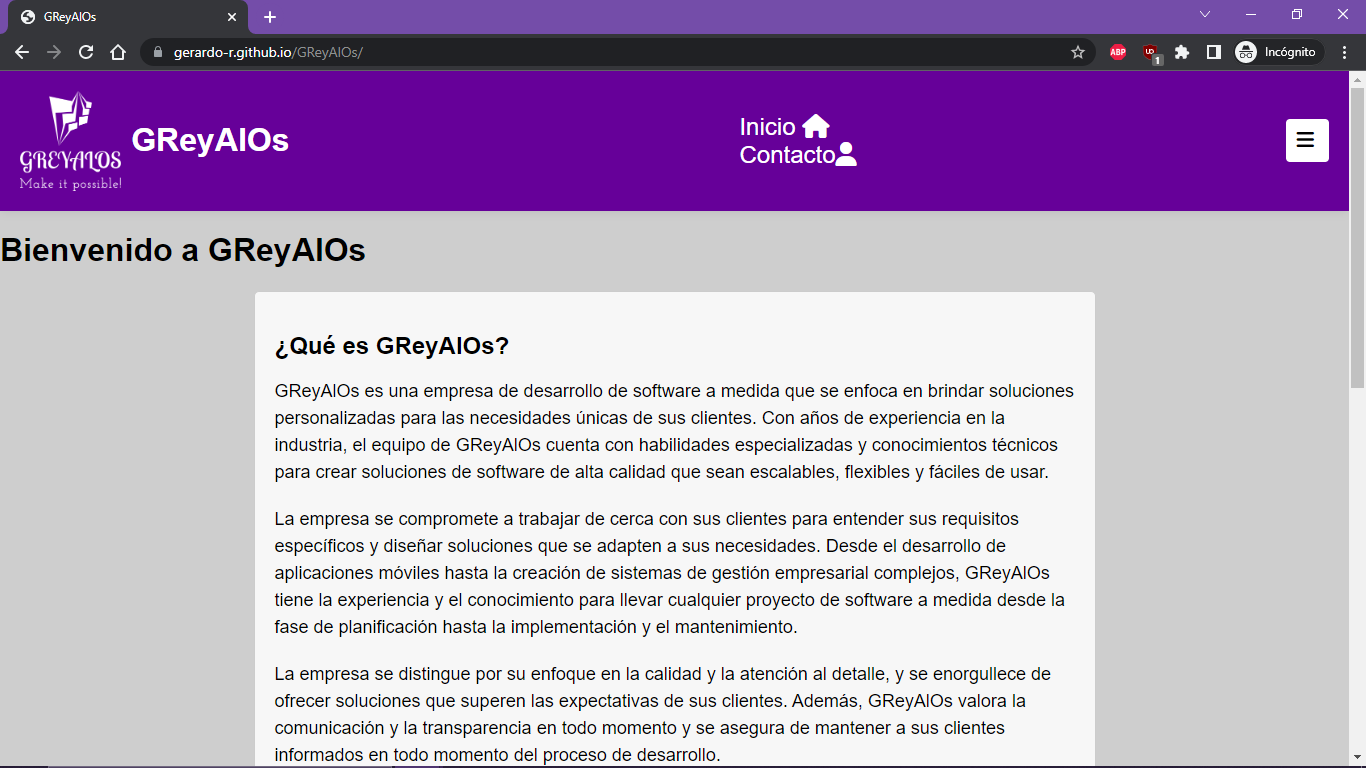 GReyAlOs
gerardo-r.github.io/GReyAlOs/
ABP
UD
1
Incógnito
GREYALOS
Make it possible!
GReyAlOs
Inicio
Contacto
Bienvenido a GReyAlOs
¿Qué es GReyAlOs?
GReyAlOs es una empresa de desarrollo de software a medida que se enfoca en brindar soluciones
personalizadas para las necesidades únicas de sus clientes. Con años de experiencia en la
industria, el equipo de GReyAlOs cuenta con habilidades especializadas y conocimientos técnicos
para crear soluciones de software de alta calidad que sean escalables, flexibles y fáciles de usar.
La empresa se compromete a trabajar de cerca con sus clientes para entender sus requisitos
específicos y diseñar soluciones que se adapten a sus necesidades. Desde el desarrollo de
aplicaciones móviles hasta la creación de sistemas de gestión empresarial complejos, GReyAlOs
tiene la experiencia y el conocimiento para llevar cualquier proyecto de software a medida desde la
fase de planificación hasta la implementación y el mantenimiento.
La empresa se distingue por su enfoque en la calidad y la atención al detalle, y se enorgullece de
ofrecer soluciones que superen las expectativas de sus clientes. Además, GReyAlOs valora la
comunicación y la transparencia en todo momento y se asegura de mantener a sus clientes
informados en todo momento del proceso de desarrollo.